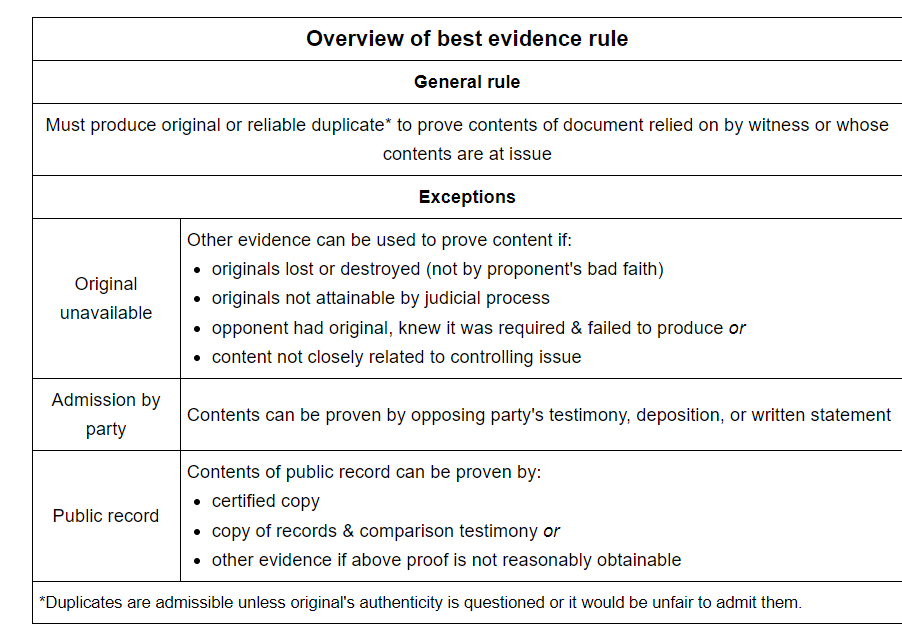 Overview of best evidence rule
General rule
Must produce original or reliable duplicate* to prove contents of document relied on by witness or whose
contents are at issue
Exceptions
Original
unavailable
Other evidence can be used to prove content if:
• originals lost or destroyed (not by proponent's bad faith)
• originals not attainable by judicial process
• opponent had original, knew it was required & failed to produce or
• content not closely related to controlling issue
Admission by
party
Contents can be proven by opposing party's testimony, deposition, or written statement
Public record
Contents of public record can be proven by:
• certified copy
• copy of records & comparison testimony or
• other evidence if above proof is not reasonably obtainable
*Duplicates are admissible unless original's authenticity is questioned or it would be unfair to admit them.